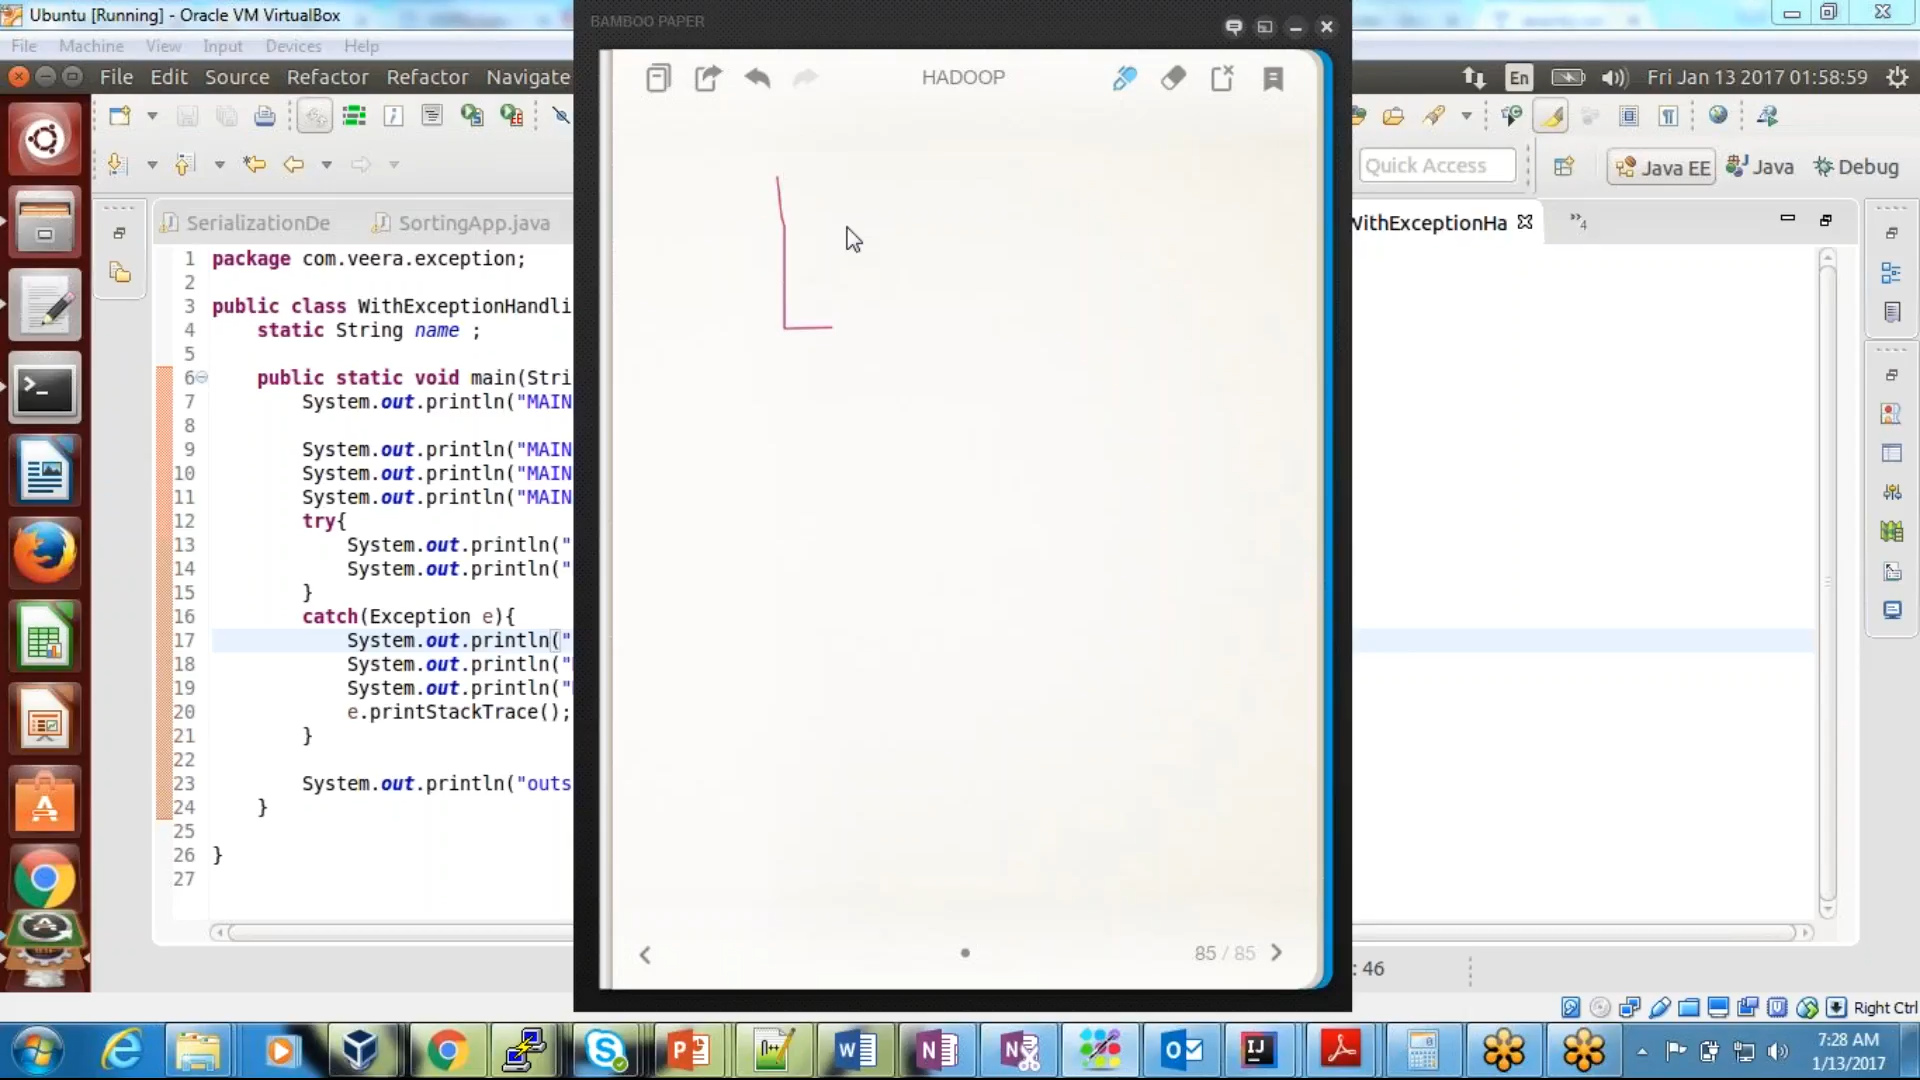 Ubuntu [Running] - Oracle VM VirtualBox
File Machine View Input Devices Help
File Edit Source Refactor Refactor Navigate
En Fri Jan 13 2017 01:58:59
BAMBOO PAPER
HADOOP
Quick Access Java EE Java Debug
SerializationDe SortingApp.java WithExceptionHa »4
1 package com.veera.exception;
2
3 public class WithExceptionHandli
4 static String name ;
5
6 public static void main(Stri
7 System.out.println("MAIN
8
9 System.out.println("MAIN
10 System.out.println("MAIN
11 System.out.println("MAIN
12 try{
13 System.out.println("
14 System.out.println("
15 }
16 catch(Exception e){
17 System.out.println("
18 System.out.println("
19 System.out.println("
20 e.printStackTrace();
21 }
22
23 System.out.println("outs
24 }
25
26 }
27
85 / 85
: 46
Right Ctrl
7:28 AM
1/13/2017